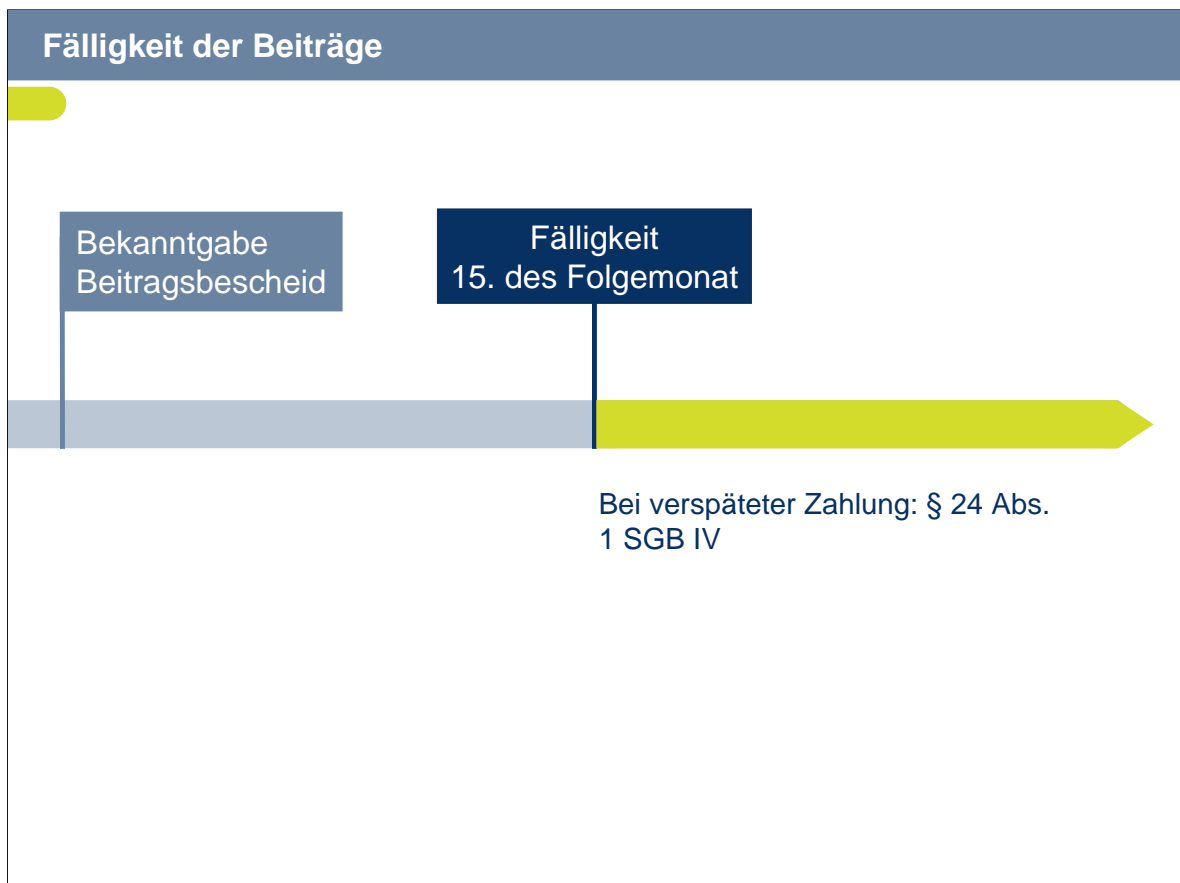 Fälligkeit der Beiträge
Bekanntgabe
Beitragsbescheid
Fälligkeit
15. des Folgemonat
Bei verspäteter Zahlung: § 24 Abs.
1 SGB IV